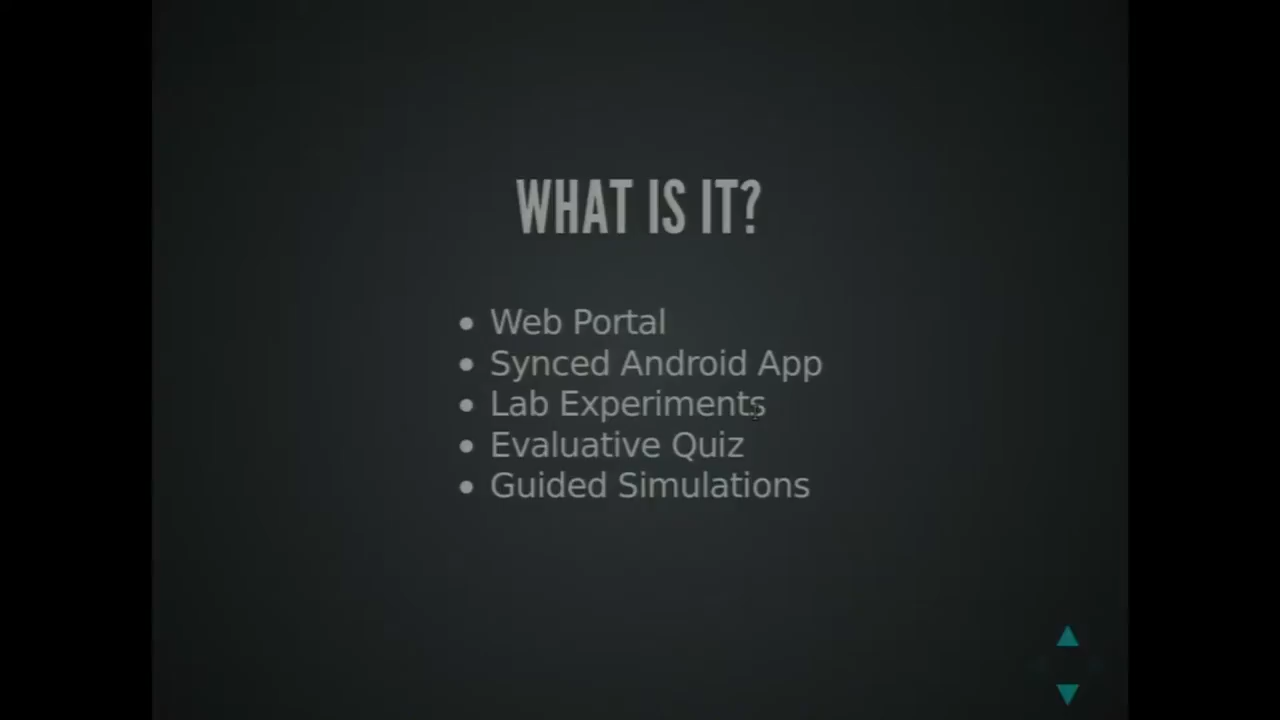 WHAT IS IT?
Web Portal
Synced Android App
Lab Experiments
Evaluative Quiz
Guided Simulations